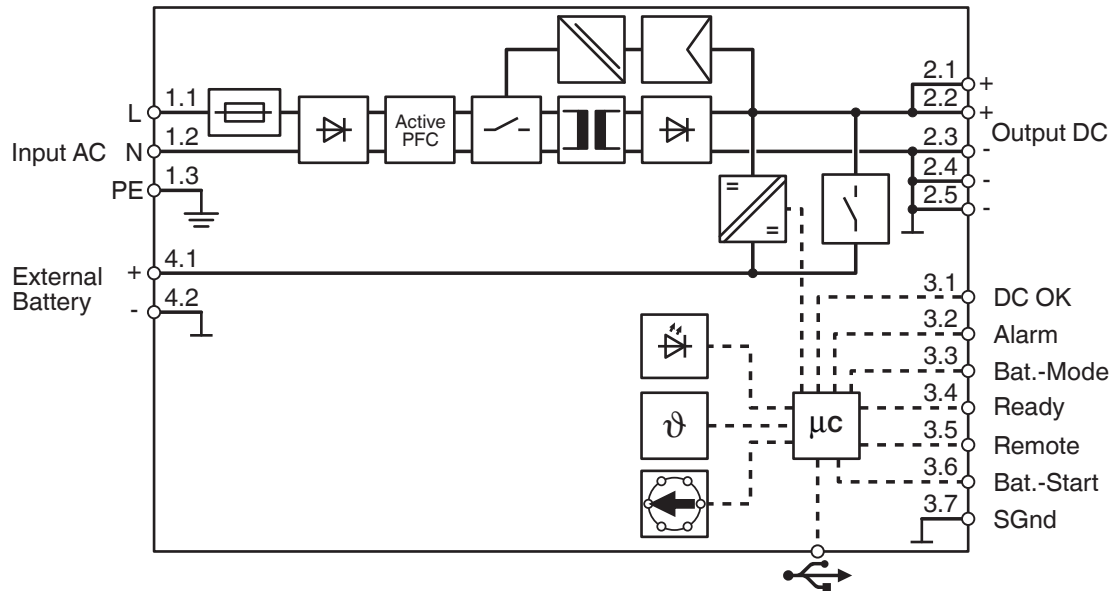 2.1
+
1.1
L
2.2
+
Active
PFC
Input AC
1.2
N
2.3
-
Output DC
2.4
-
1.3
PE
2.5
-
=
=
External
Battery
4.1
+
4.2
-
3.1
DC OK
3.2
Alarm
3.3
Bat.-Mode
3.4
Ready
ϑ
µc
3.5
Remote
3.6
Bat.-Start
3.7
SGnd